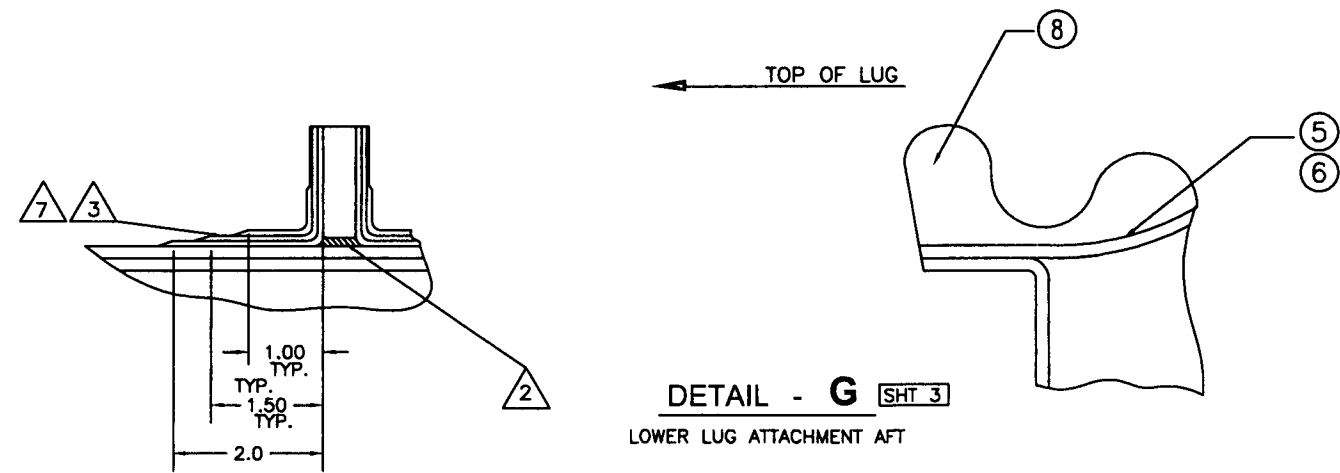 8
TOP OF LUG
5
6
7 3
1.00
TYP.
TYP.
1.50
TYP.
2.0
2
DETAIL - G SHT 3
LOWER LUG ATTACHMENT AFT